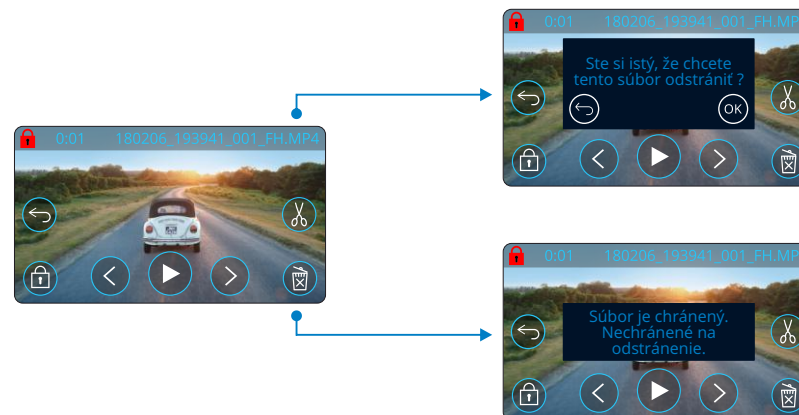 0:01 180206_193941_001_FH.MP4
0:01 180206_193941_001_FH.MP
Ste si istý, že chcete
tento súbor odstrániť ?
OK
0:01 180206_193941_001_FH.MP
Súbor je chránený.
Nechránené na
odstránenie.